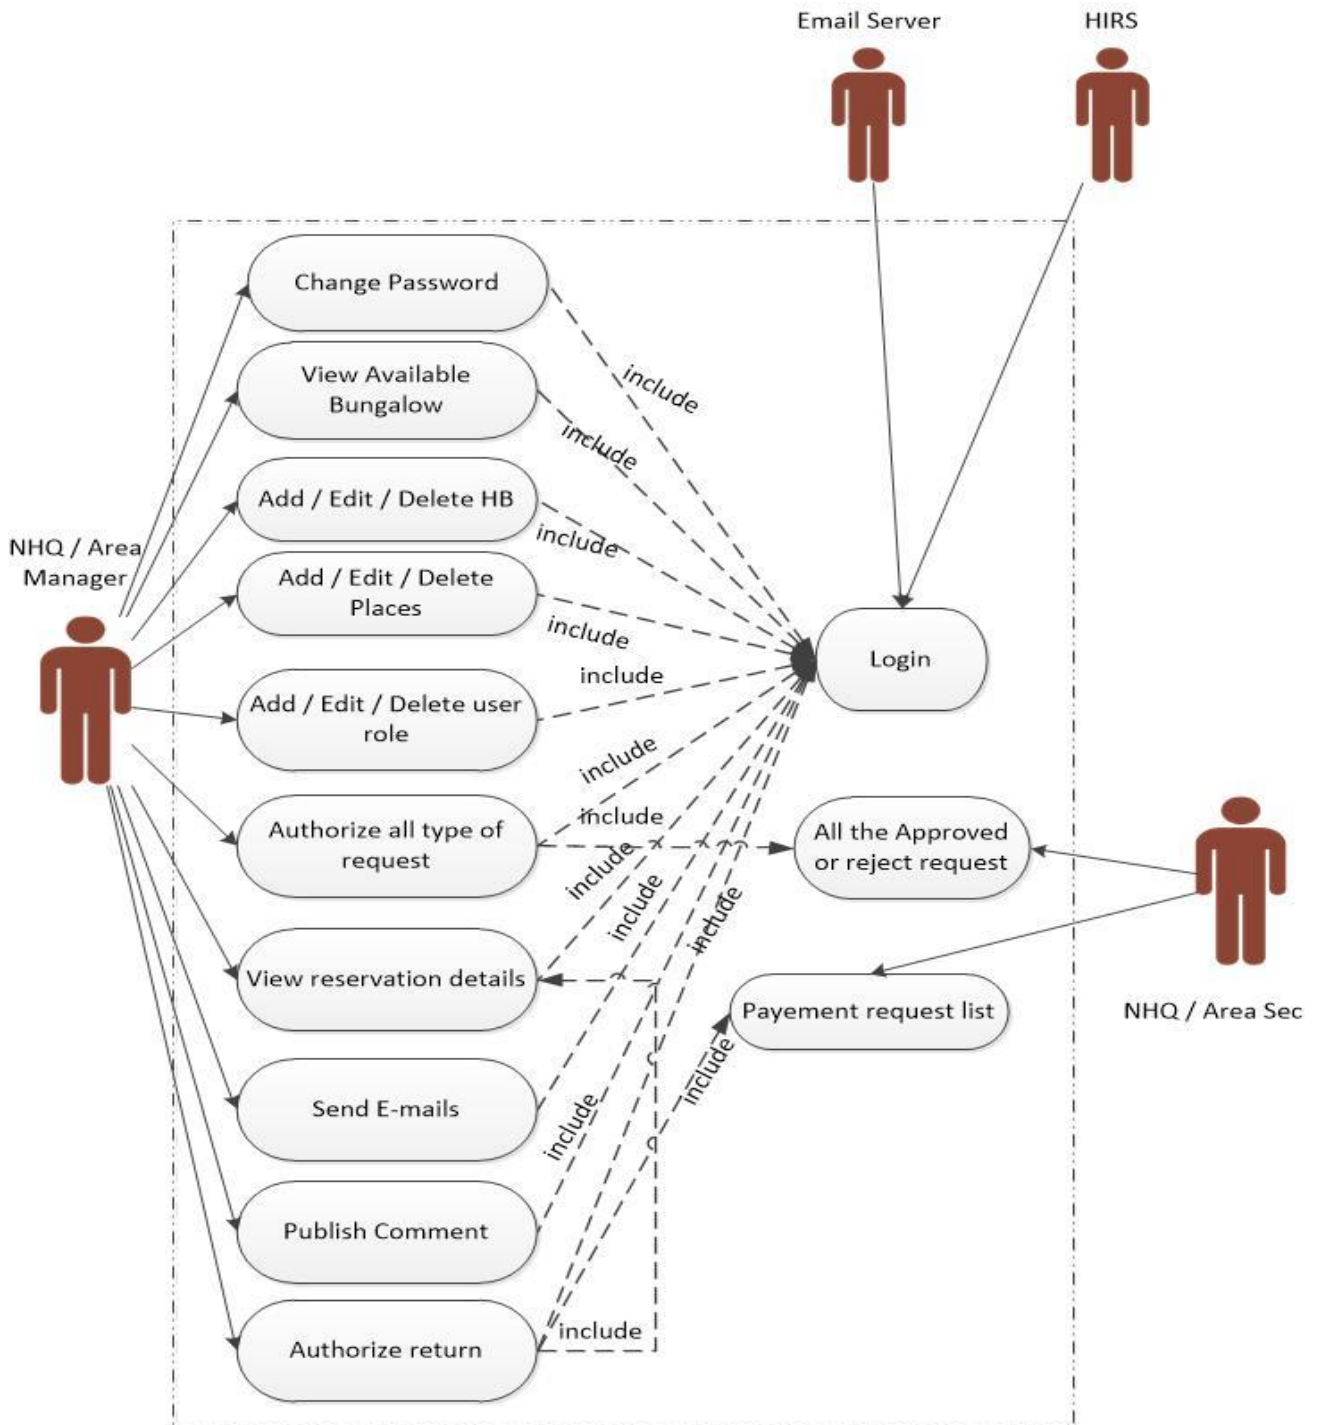 Email Server
HIRS
Change Password
include
View Available
Bungalow
include
Add / Edit / Delete HB
include
NHQ / Area
Manager
Add / Edit / Delete
Places
include
Login
include
Add / Edit / Delete user
role
include
include
Authorize all type of
request
All the Approved
or reject request
include
include
include
View reservation details
Payement request list
NHQ / Area Sec
include
Send E-mails
include
Publish Comment
include
Authorize return